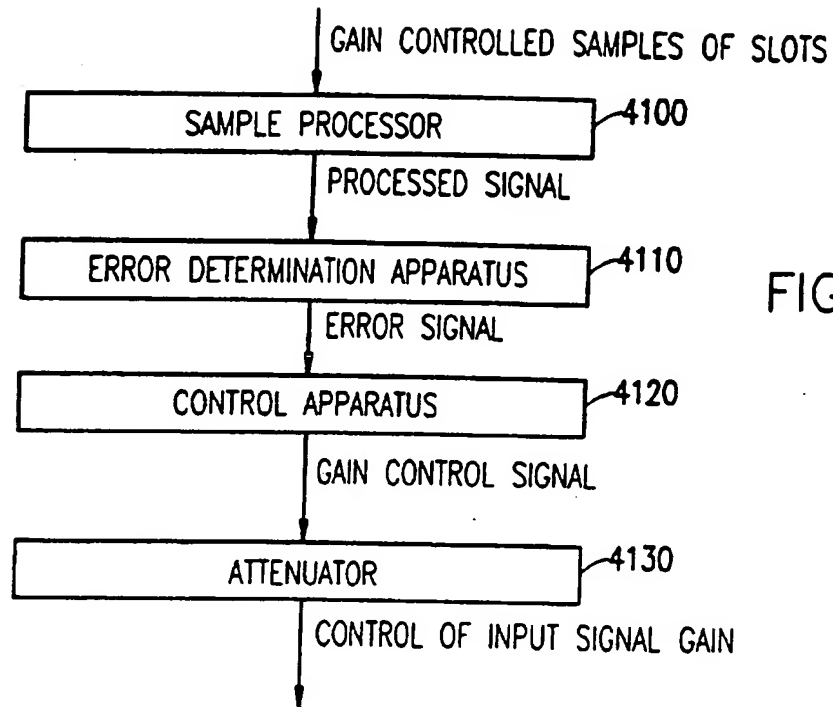 GAIN CONTROLLED SAMPLES OF SLOTS
SAMPLE PROCESSOR
4100
PROCESSED SIGNAL
ERROR DETERMINATION APPARATUS
4110
FIG
ERROR SIGNAL
CONTROL APPARATUS
4120
GAIN CONTROL SIGNAL
ATTENUATOR
4130
CONTROL OF INPUT SIGNAL GAIN